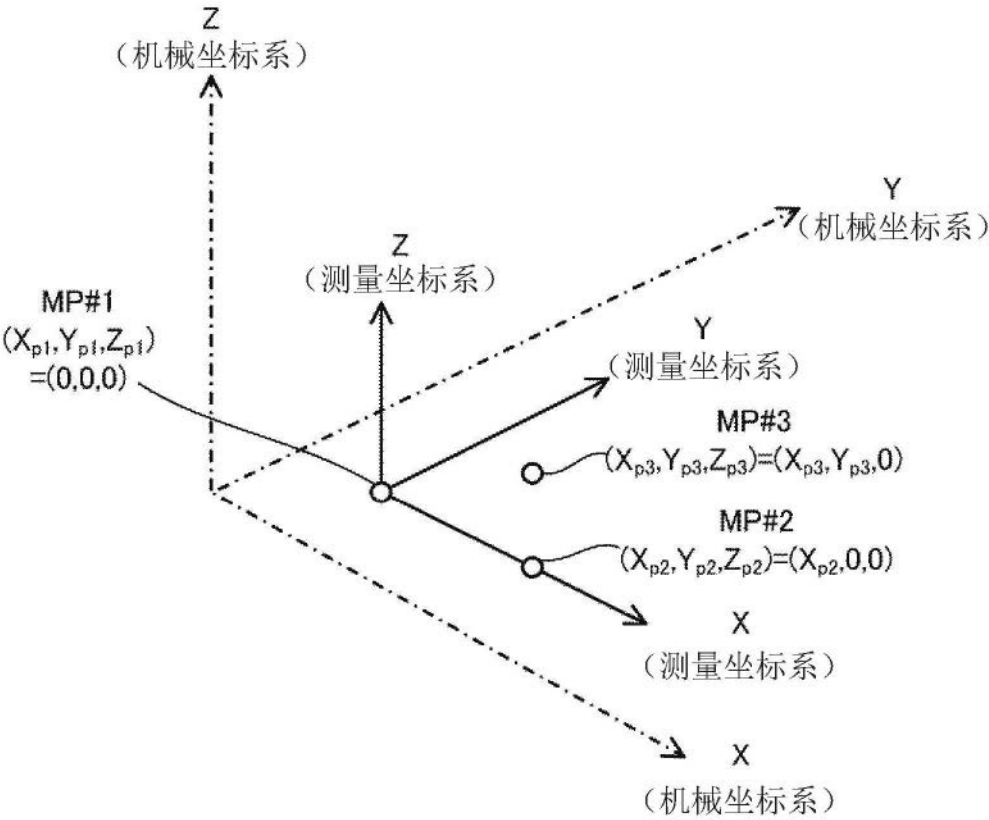 Z
（机械坐标系）
Y
（机械坐标系）
Z
（测量坐标系）
MP#1
(Xp1,Yp1,Zp1)
=(0,0,0)
Y
（测量坐标系）
MP#3
(Xp3,Yp3,Zp3)=(Xp3,Yp3,0)
MP#2
(Xp2,Yp2,Zp2)=(Xp2,0,0)
X
（测量坐标系）
X
（机械坐标系）